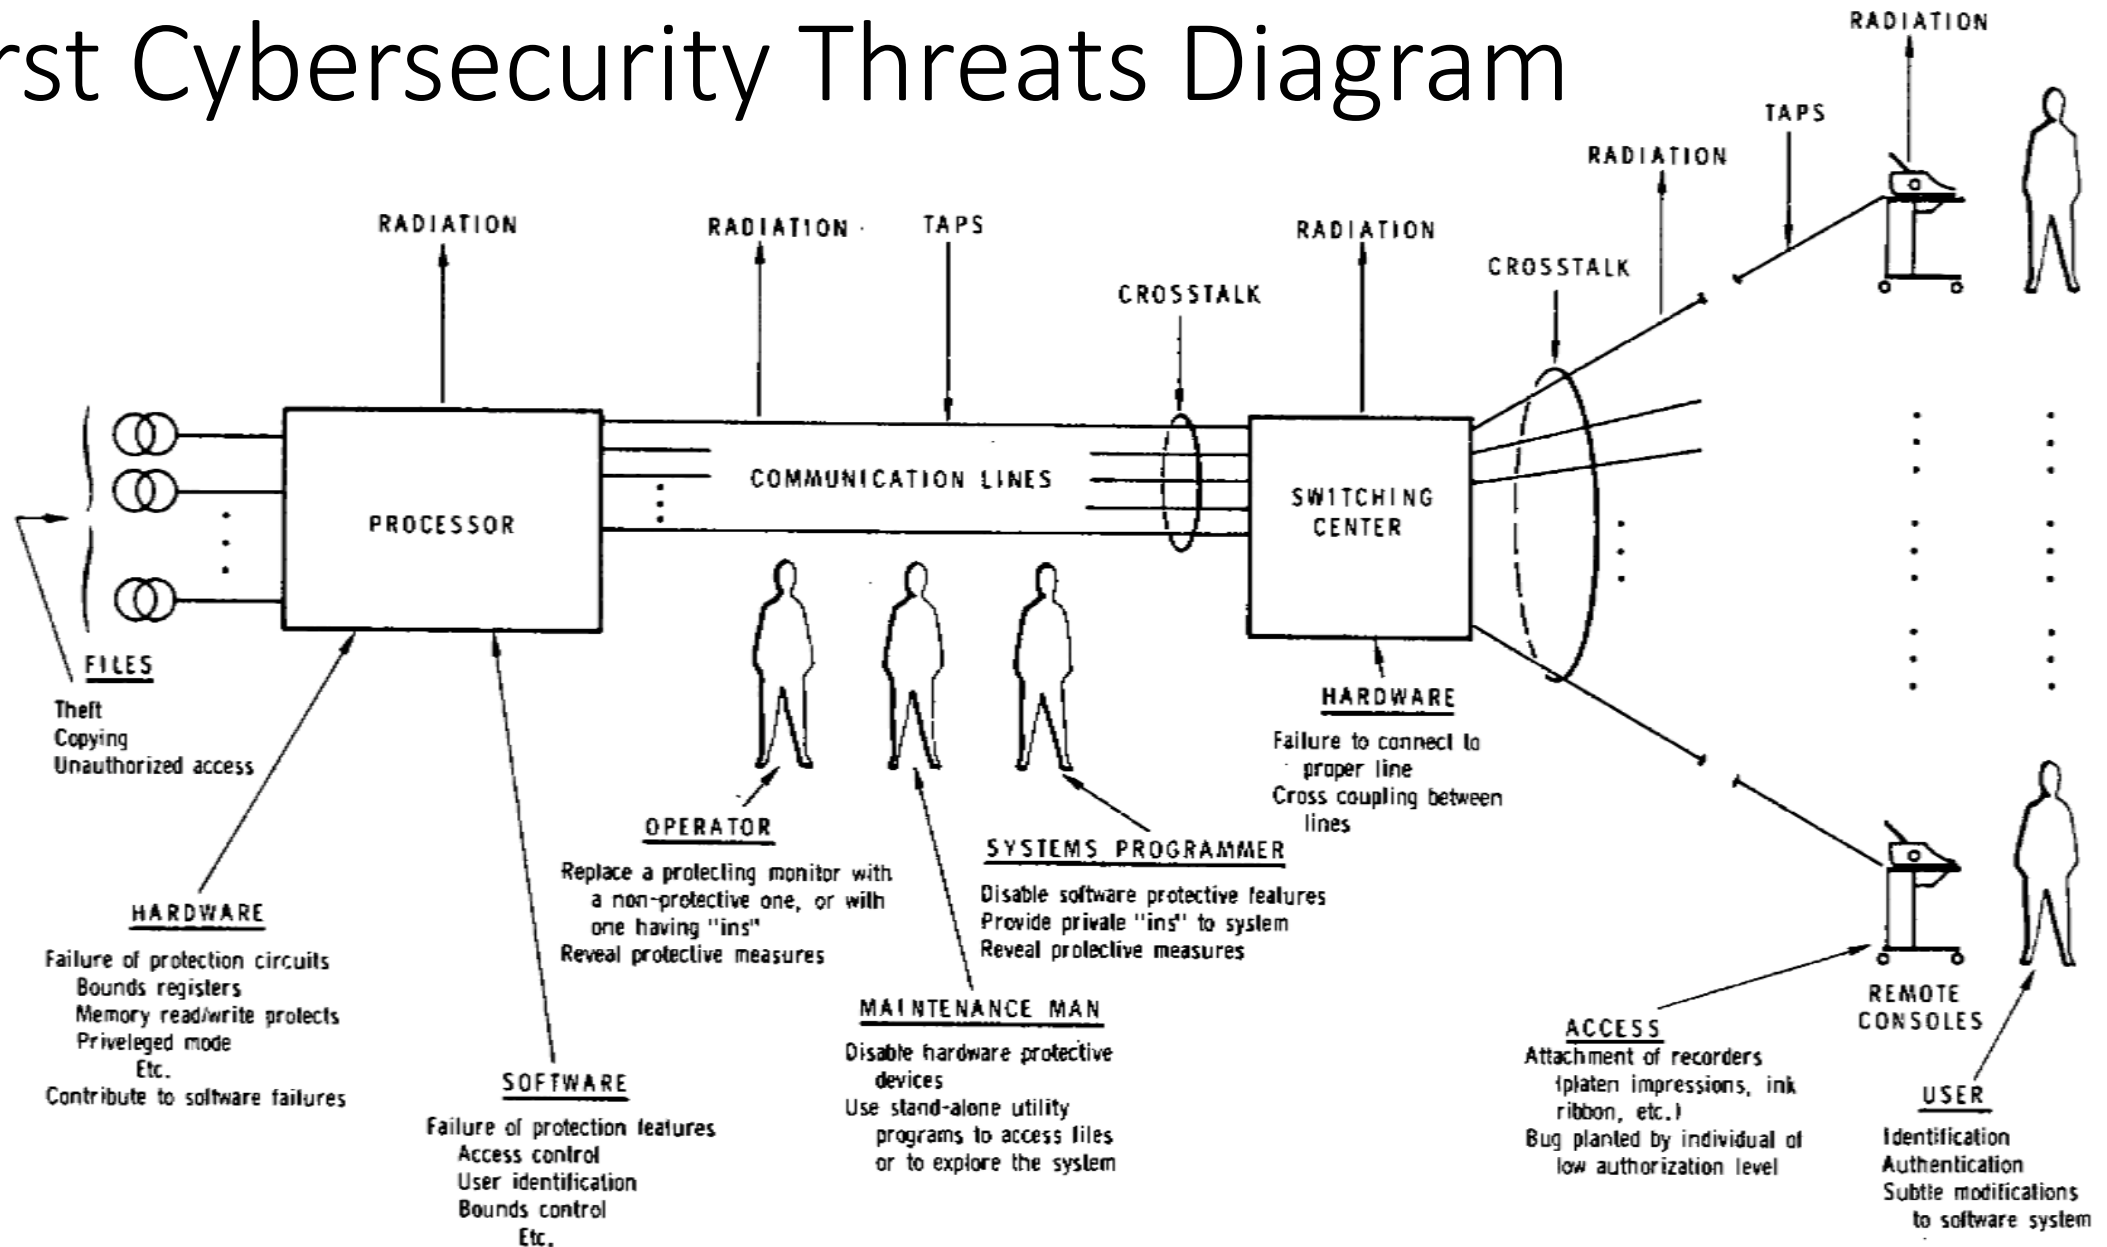 rst Cybersecurity Threats Diagram
RADIATION
TAPS
RADIATION
RADIATION
RADIATION
TAPS
RADIATION
CROSSTALK
CROSSTALK
PROCESSOR
COMMUNICATION LINES
SWITCHING
CENTER
FILES
Theft
Copying
Unauthorized access
HARDWARE
Failure of protection circuits
Bounds registers
Memory read/write protects
Priveleged mode
Etc.
Contribute to software failures
SOFTWARE
Failure of protection features
Access control
User identification
Bounds control
Etc.
OPERATOR
Replace a protecting monitor with
a non-protective one, or with
one having "ins"
Reveal protective measures
MAINTENANCE MAN
Disable hardware protective
devices
Use stand-alone utility
programs to access files
or to explore the system
SYSTEMS PROGRAMMER
Disable software protective features
Provide private "ins" to system
Reveal protective measures
HARDWARE
Failure to connect to
proper line
Cross coupling between
lines
ACCESS
Attachment of recorders
(platen impressions, ink
ribbon, etc.)
Bug planted by individual of
low authorization level
REMOTE
CONSOLES
USER
Identification
Authentication
Subtle modifications
to software system